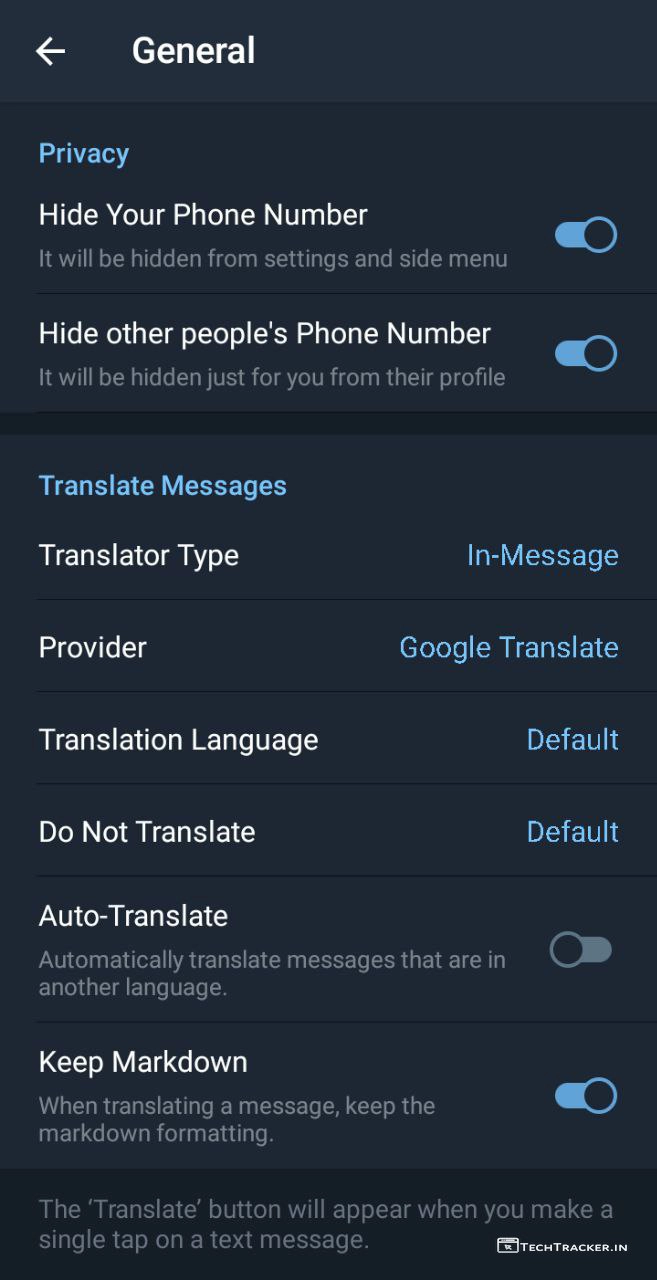 General
Privacy
Hide Your Phone Number
It will be hidden from settings and side menu
Hide other people's Phone Number
It will be hidden just for you from their profile
Translate Messages
Translator Type In-Message
Provider Google Translate
Translation Language Default
Do Not Translate Default
Auto-Translate
Automatically translate messages that are in
another language.
Keep Markdown
When translating a message, keep the
markdown formatting.
The ‘Translate’ button will appear when you make a
single tap on a text message.
TECHTRACKER.IN